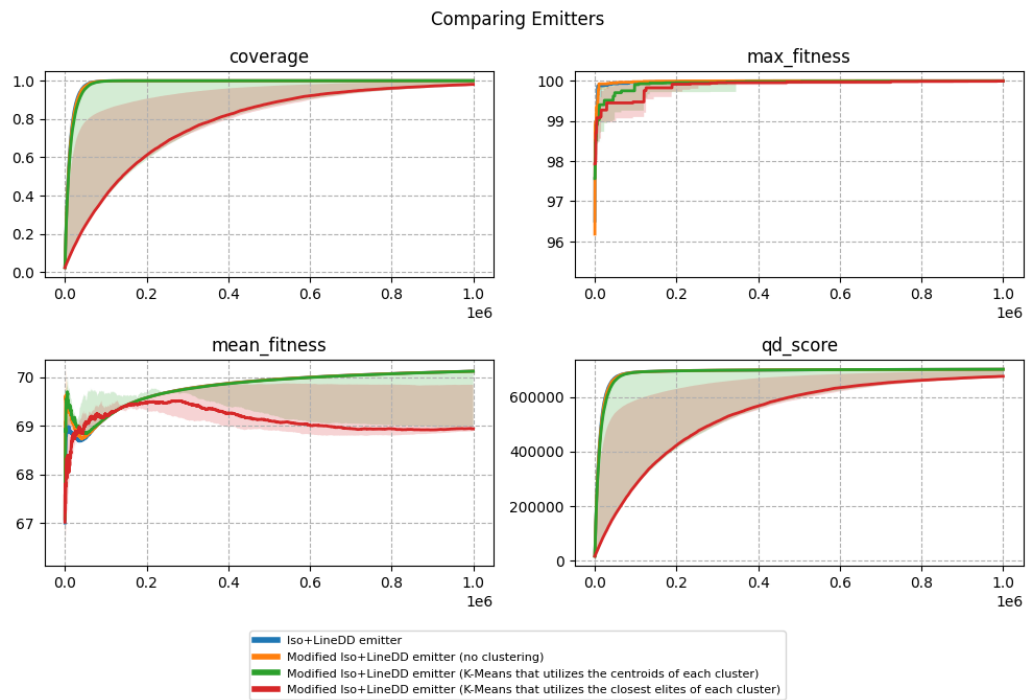 Comparing Emitters
coverage
1.0
0.8
0.6
0.4
0.2
0.0
0.0 0.2 0.4 0.6 0.8 1.0
1e6
max_fitness
100
99
98
97
96
0.0 0.2 0.4 0.6 0.8 1.0
1e6
mean_fitness
70
69
68
67
0.0 0.2 0.4 0.6 0.8 1.0
1e6
qd_score
600000
400000
200000
0
0.0 0.2 0.4 0.6 0.8 1.0
1e6
Iso+LineDD emitter
Modified Iso+LineDD emitter (no clustering)
Modified Iso+LineDD emitter (K-Means that utilizes the centroids of each cluster)
Modified Iso+LineDD emitter (K-Means that utilizes the closest elites of each cluster)